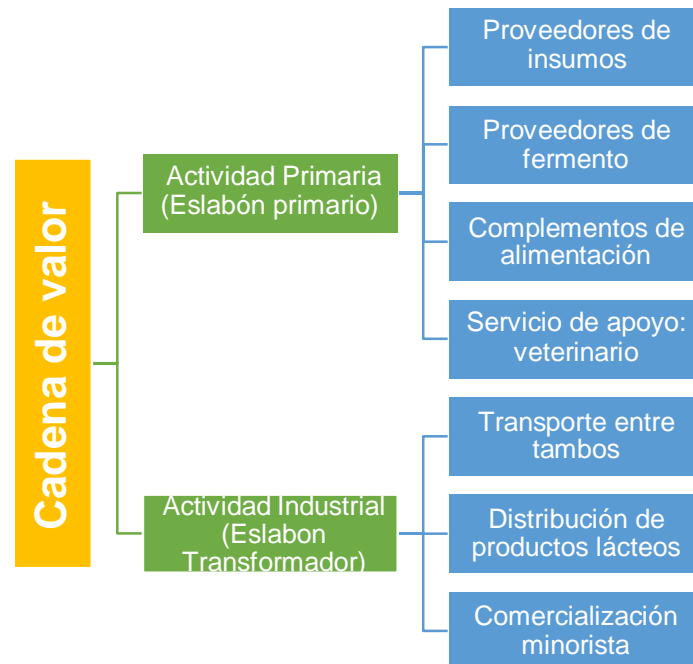 Cadena de valor
Actividad Primaria
(Eslabón primario)
Proveedores de
insumos
Proveedores de
fermento
Complementos de
alimentación
Servicio de apoyo:
veterinario
Actividad Industrial
(Eslabon
Transformador)
Transporte entre
tambos
Distribución de
productos lácteos
Comercialización
minorista